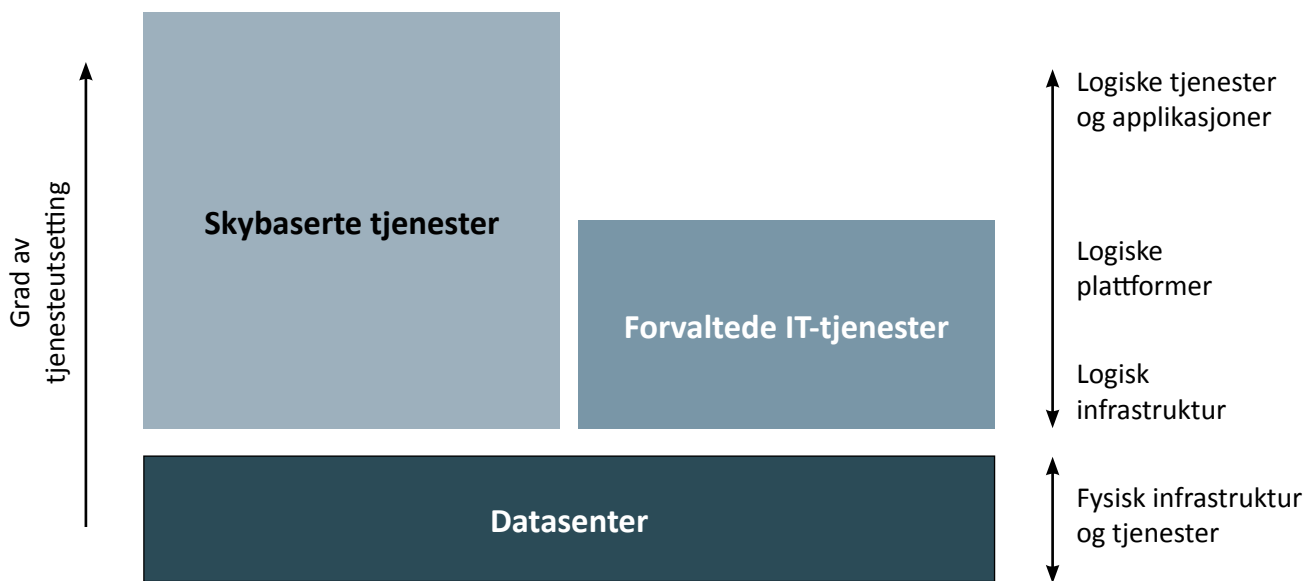 Grad av
tjenesteutsetting
Skybaserte tjenester
Forvaltede IT-tjenester
Datasenter
Logiske tjenester
og applikasjoner
Logiske
plattformer
Logisk
infrastruktur
Fysisk infrastruktur
og tjenester